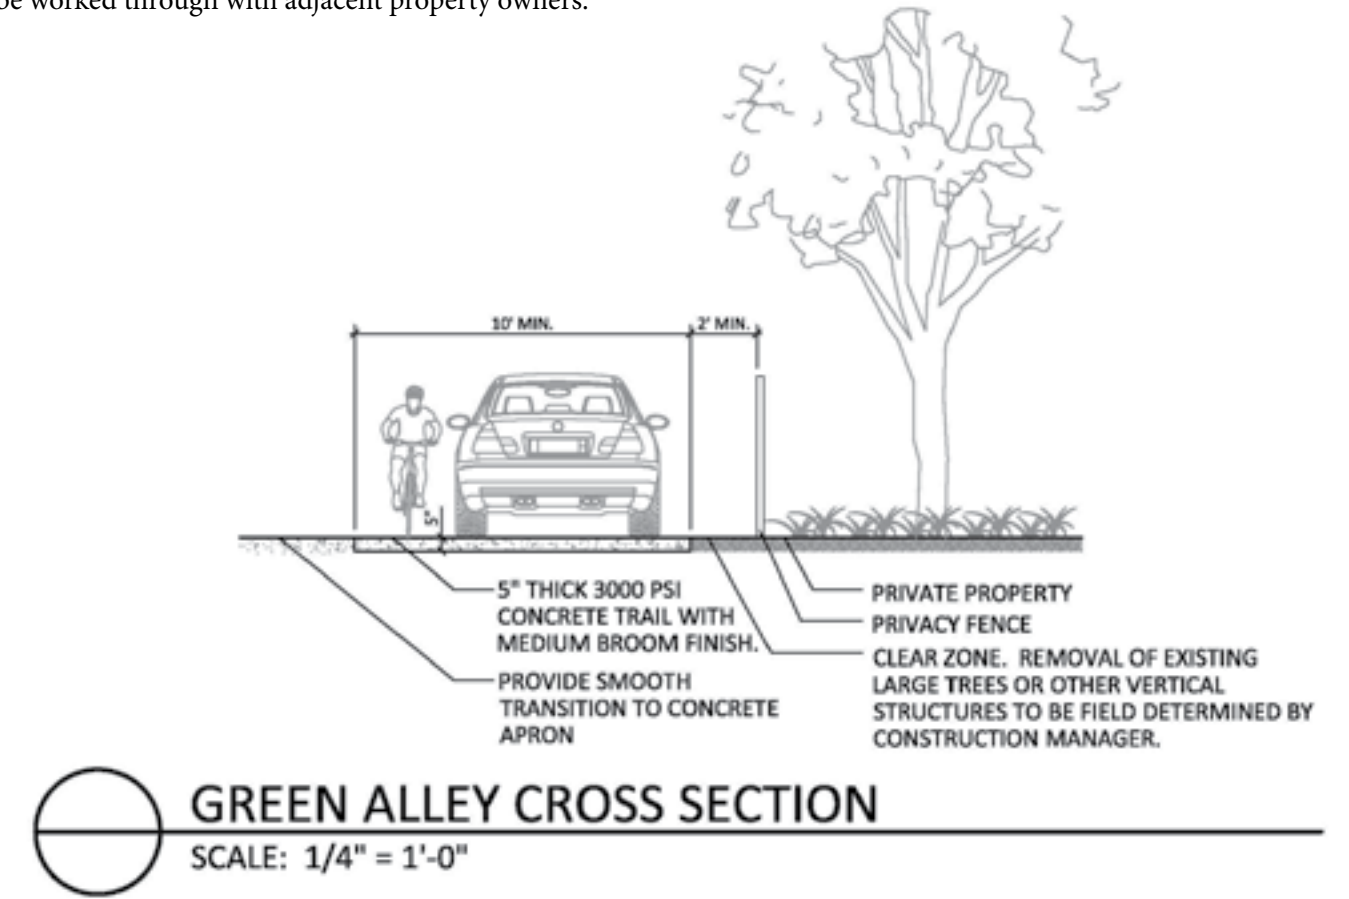 be worked through with adjacent property owners.
10' MIN.
2' MIN.
5"
5" THICK 3000 PSI
CONCRETE TRAIL WITH
MEDIUM BROOM FINISH.
PROVIDE SMOOTH
TRANSITION TO CONCRETE
APRON
PRIVATE PROPERTY
PRIVACY FENCE
CLEAR ZONE. REMOVAL OF EXISTING
LARGE TREES OR OTHER VERTICAL
STRUCTURES TO BE FIELD DETERMINED BY
CONSTRUCTION MANAGER.
GREEN ALLEY CROSS SECTION
SCALE: 1/4" = 1'-0"